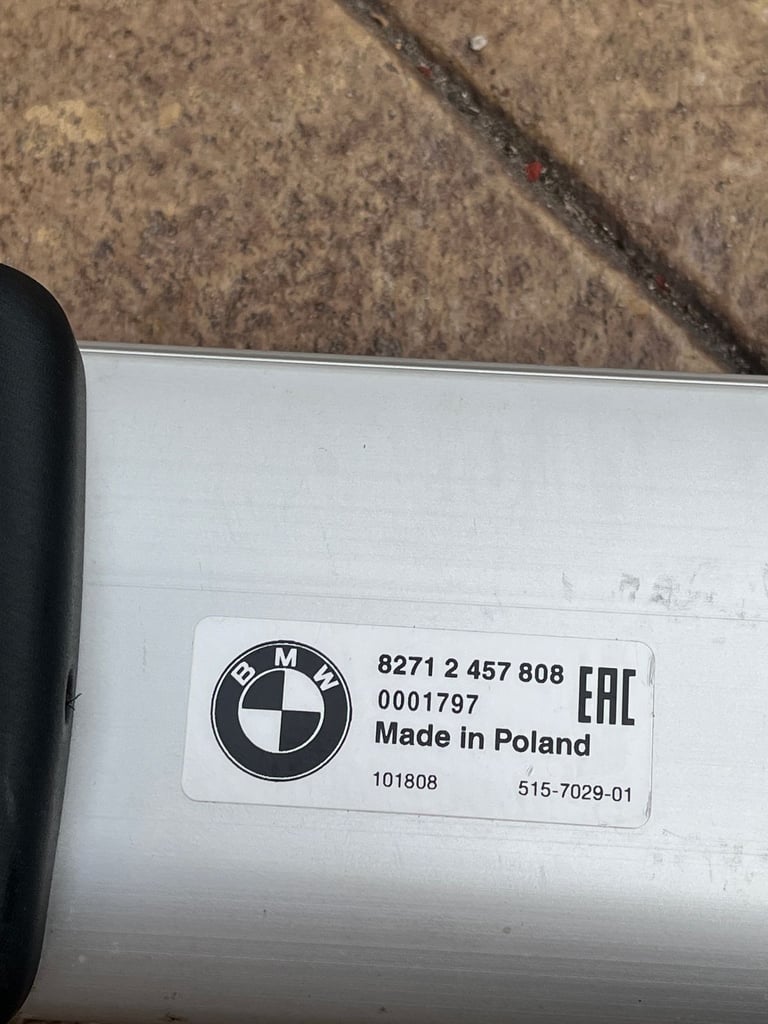 BMW
8271 2 457 808
EAC
0001797
Made in Poland
101808
515-7029-01